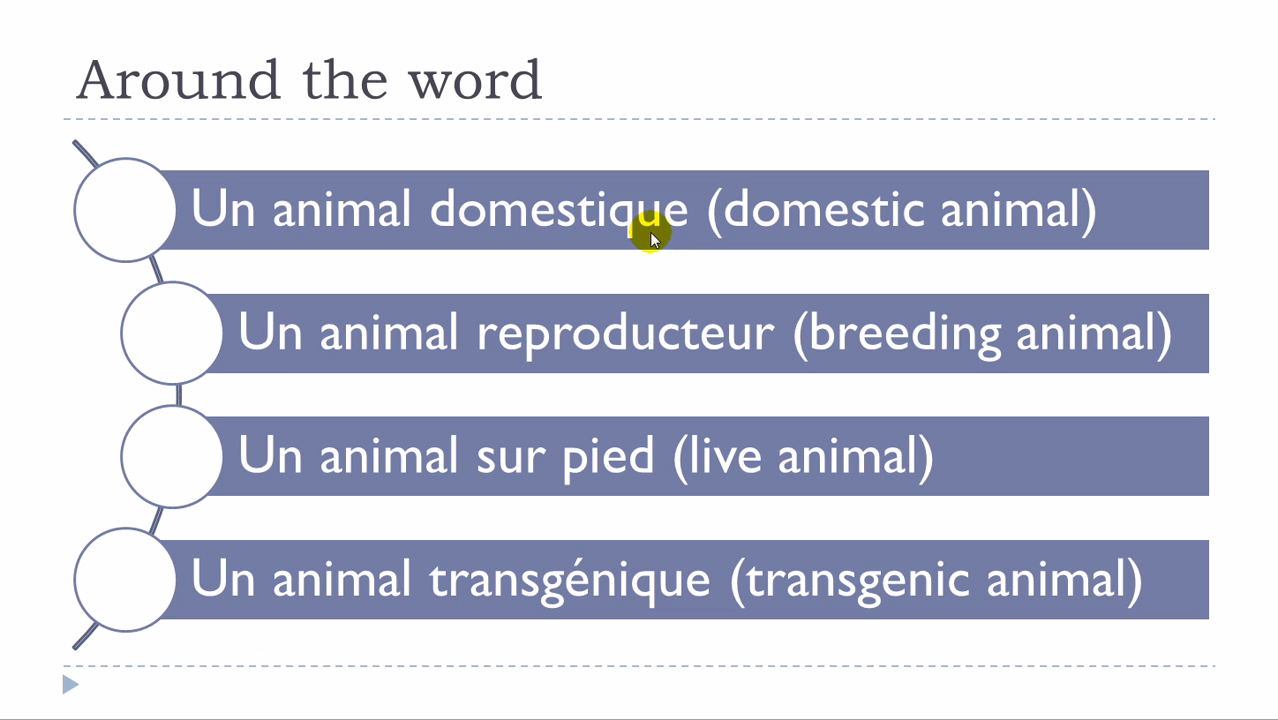 Around the word
Un animal domestique (domestic animal)
Un animal reproducteur (breeding animal)
Un animal sur pied (live animal)
Un animal transgénique (transgenic animal)